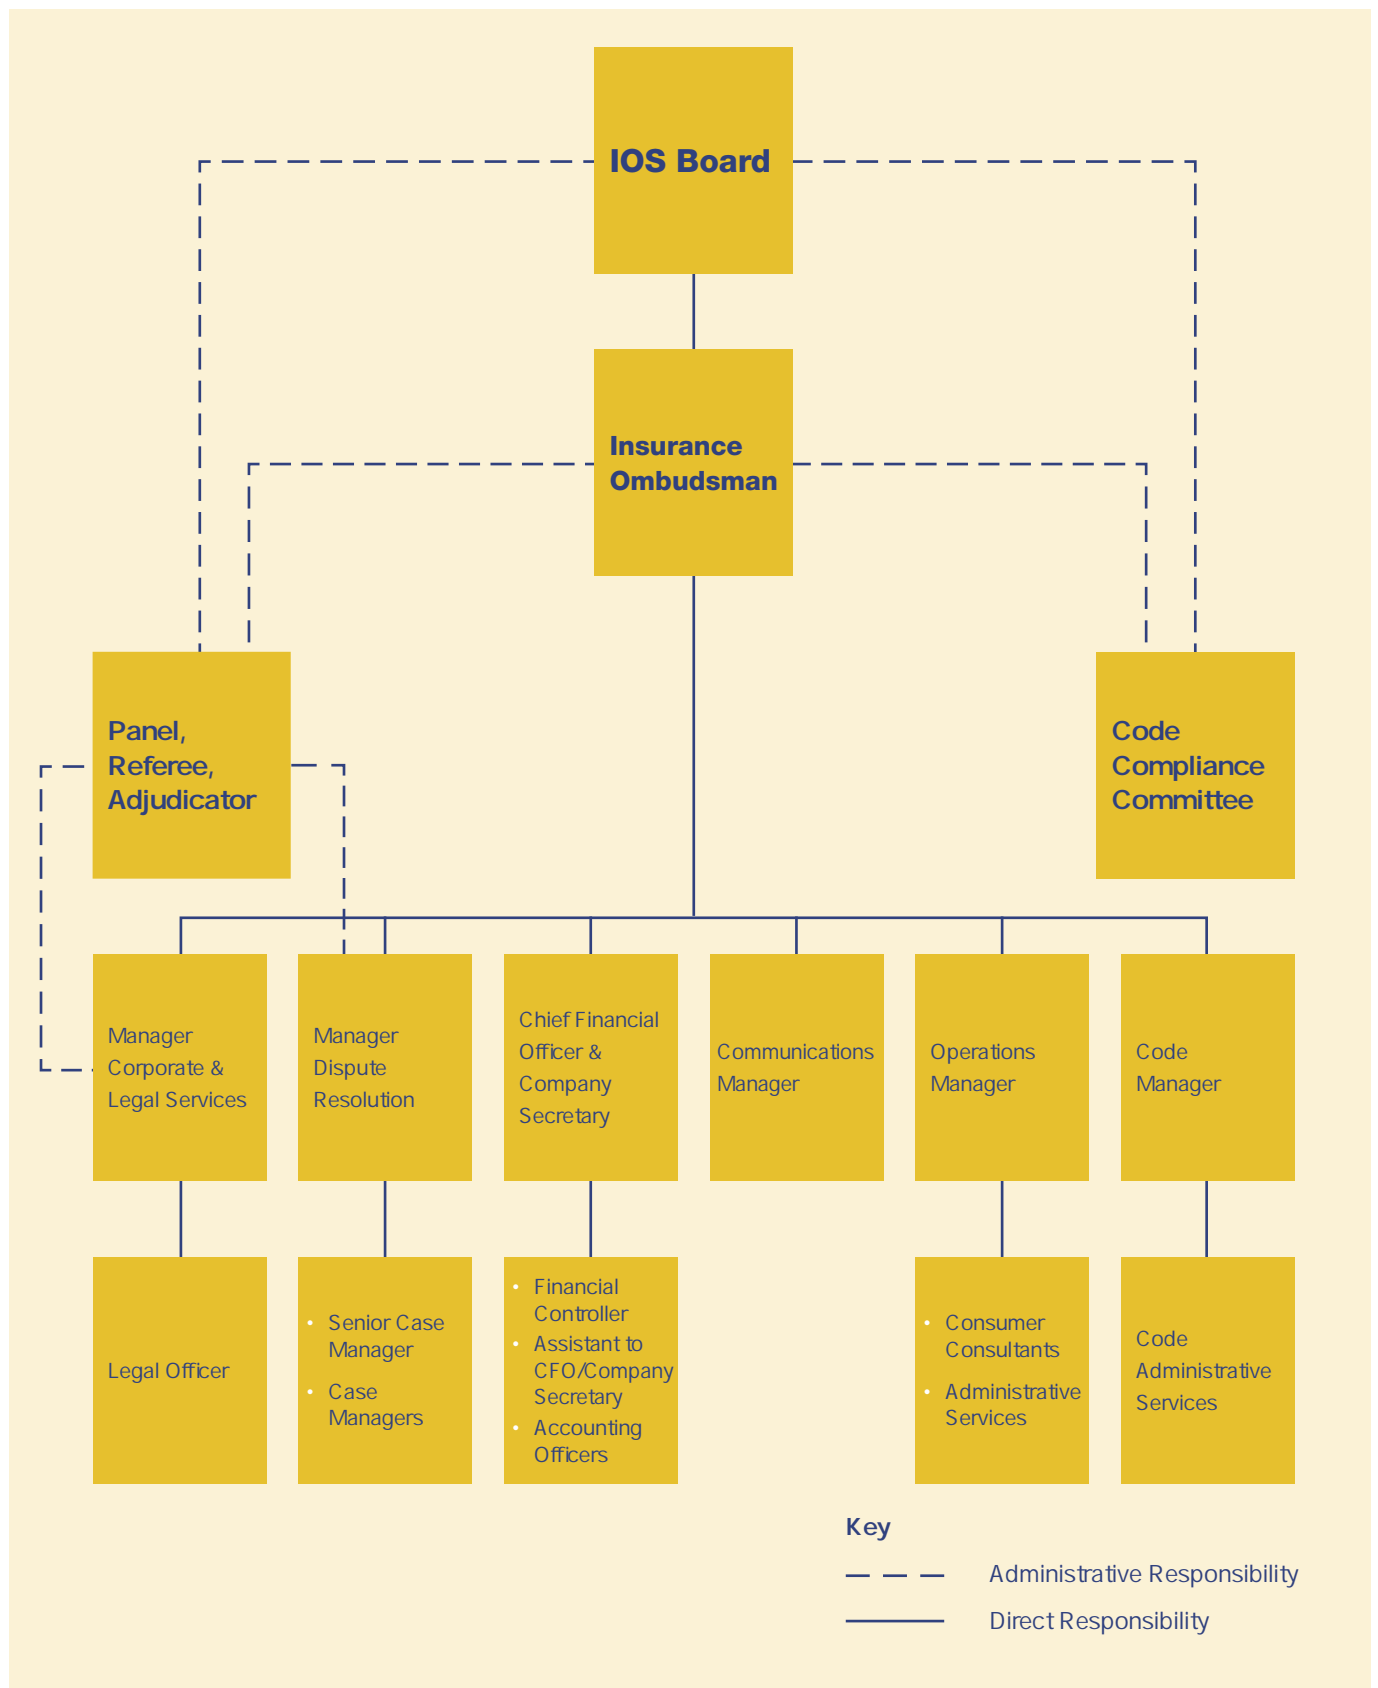 IOS Board
Insurance
Ombudsman
Panel,
Referee,
Adjudicator
Code
Compliance
Committee
Manager
Corporate &
Legal Services
Manager
Dispute
Resolution
Chief Financial
Officer &
Company
Secretary
Communications
Manager
Operations
Manager
Code
Manager
Legal Officer
• Senior Case
Manager
• Case
Managers
• Financial
Controller
• Assistant to
CFO/Company
Secretary
• Accounting
Officers
• Consumer
Consultants
• Administrative
Services
Code
Administrative
Services
Key
Administrative Responsibility
Direct Responsibility